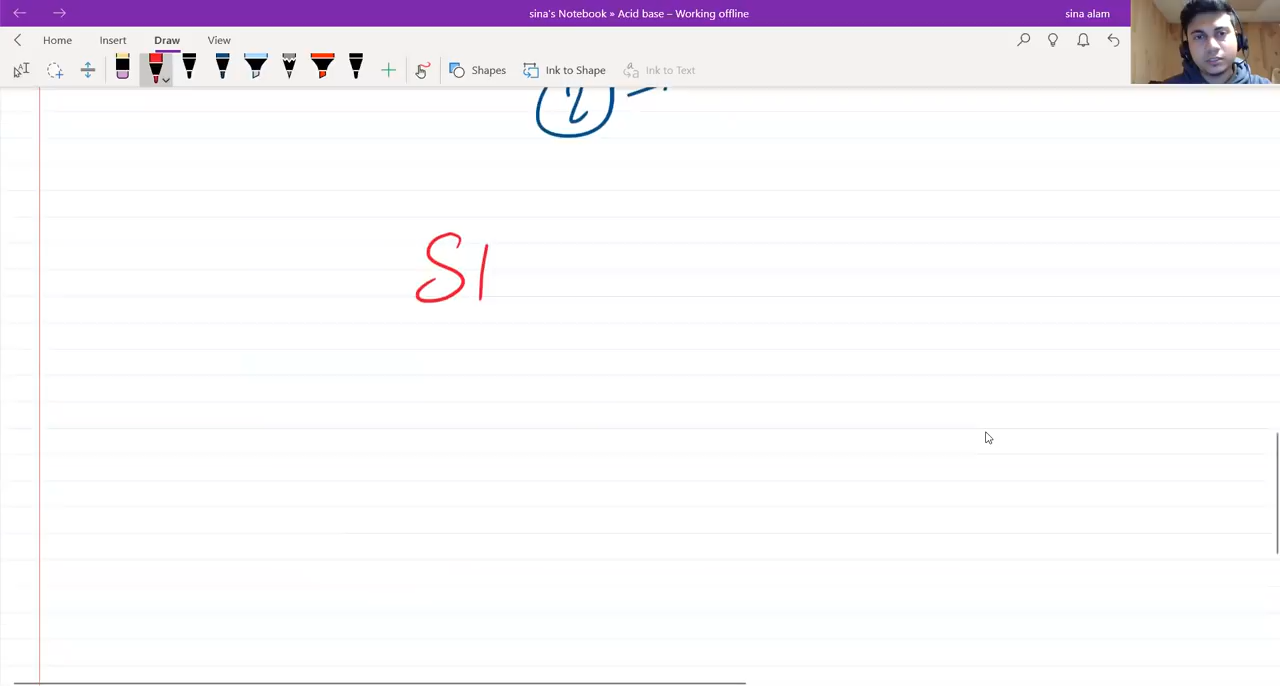 sina's Notebook » Acid base – Working offline
sina alam
Home Insert Draw View
Shapes Ink to Shape Ink to Text
SI